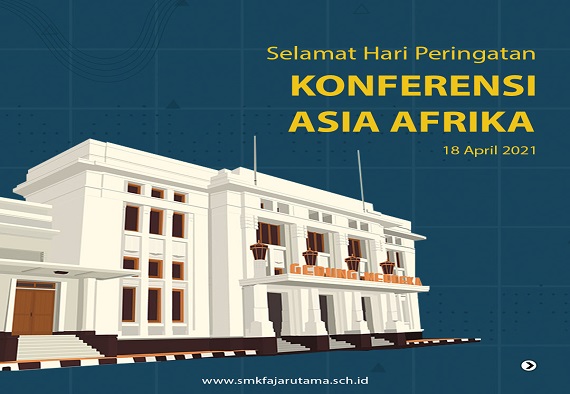 Selamat Hari Peringatan
KONFERENSI
ASIA AFRIKA
18 April 2021
GEDUNG MERDEKA
www.smkfajarutama.sch.id